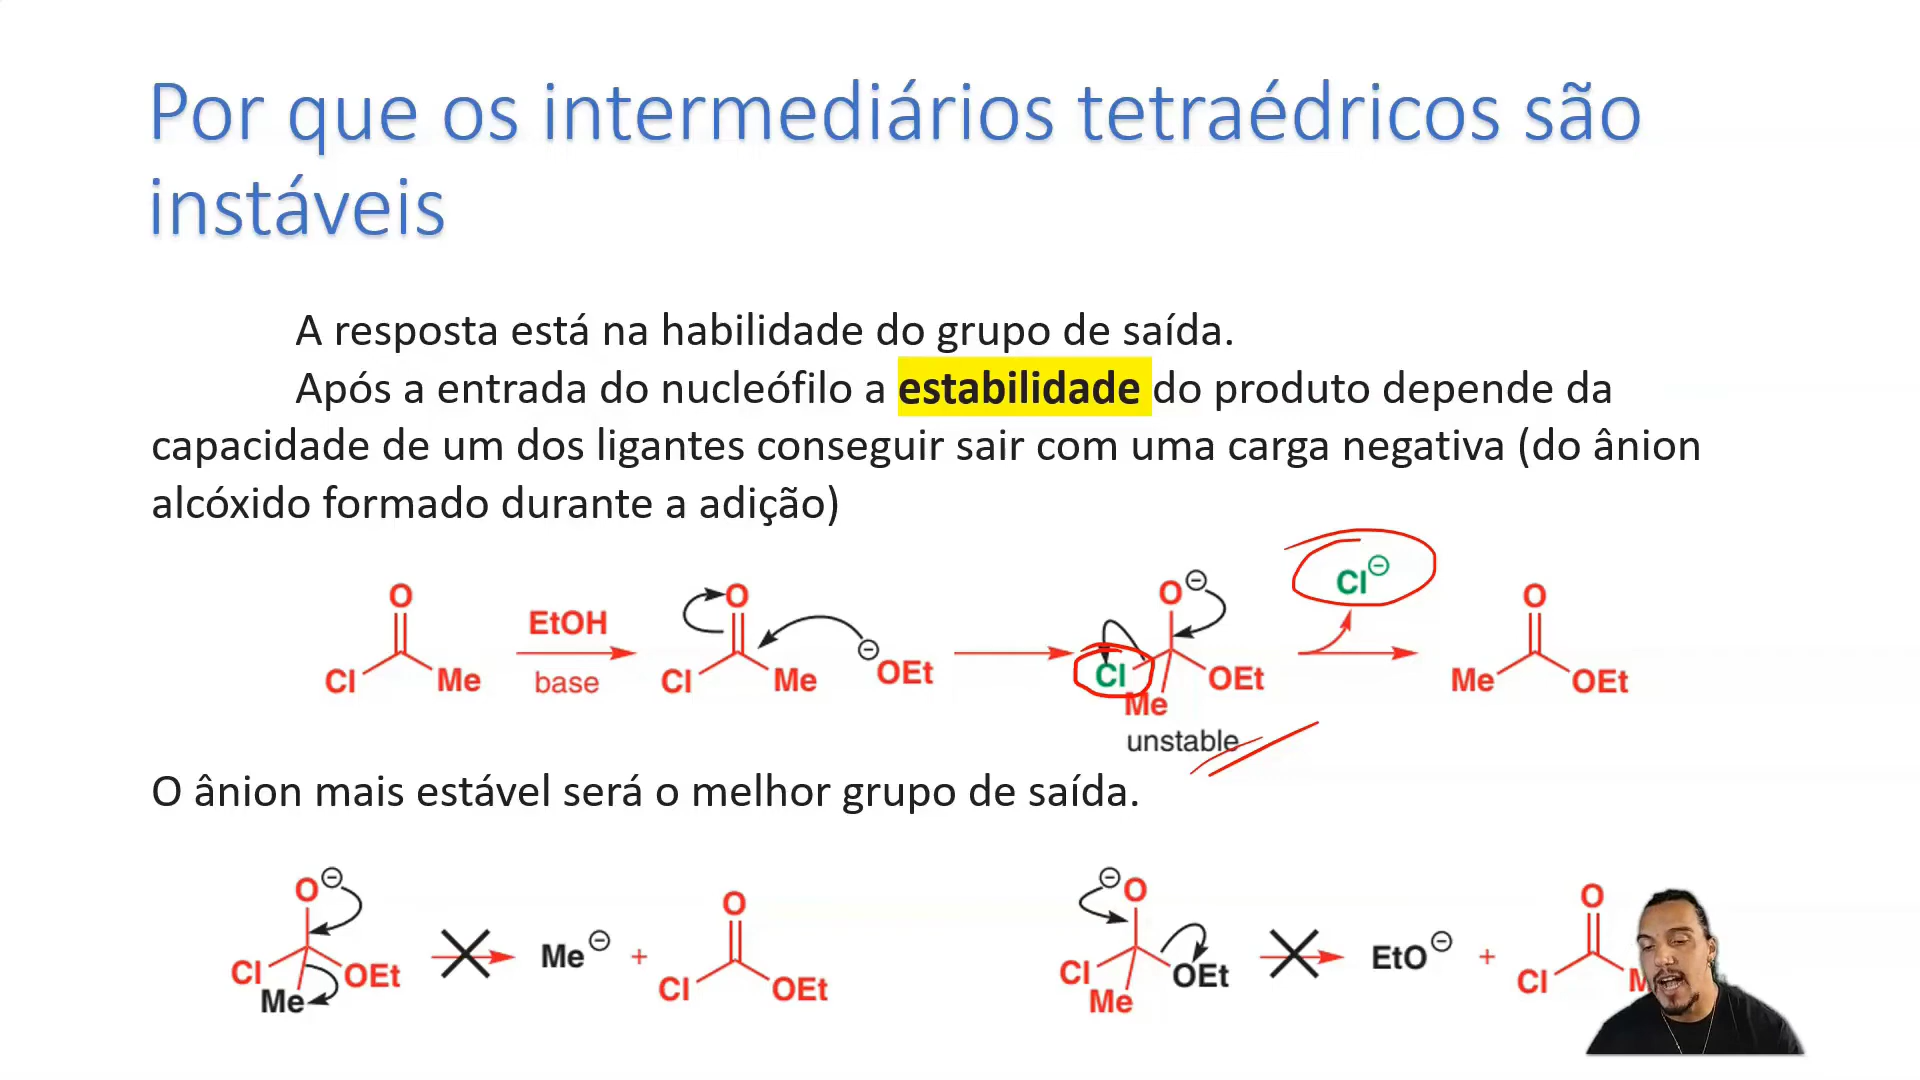 Por que os intermediários tetraédricos são
instáveis
A resposta está na habilidade do grupo de saída.
Após a entrada do nucleófilo a estabilidade do produto depende da
capacidade de um dos ligantes conseguir sair com uma carga negativa (do ânion
alcóxido formado durante a adição)
O Cl Me
EtOH
base
O Cl Me ⊖ OEt
O ⊖ Cl Me OEt
unstable
Cl ⊖
O Me OEt
O ânion mais estável será o melhor grupo de saída.
O ⊖ Cl Me OEt
Me ⊖ +
O Cl OEt
⊖ O Cl Me OEt
EtO ⊖ +
O Cl